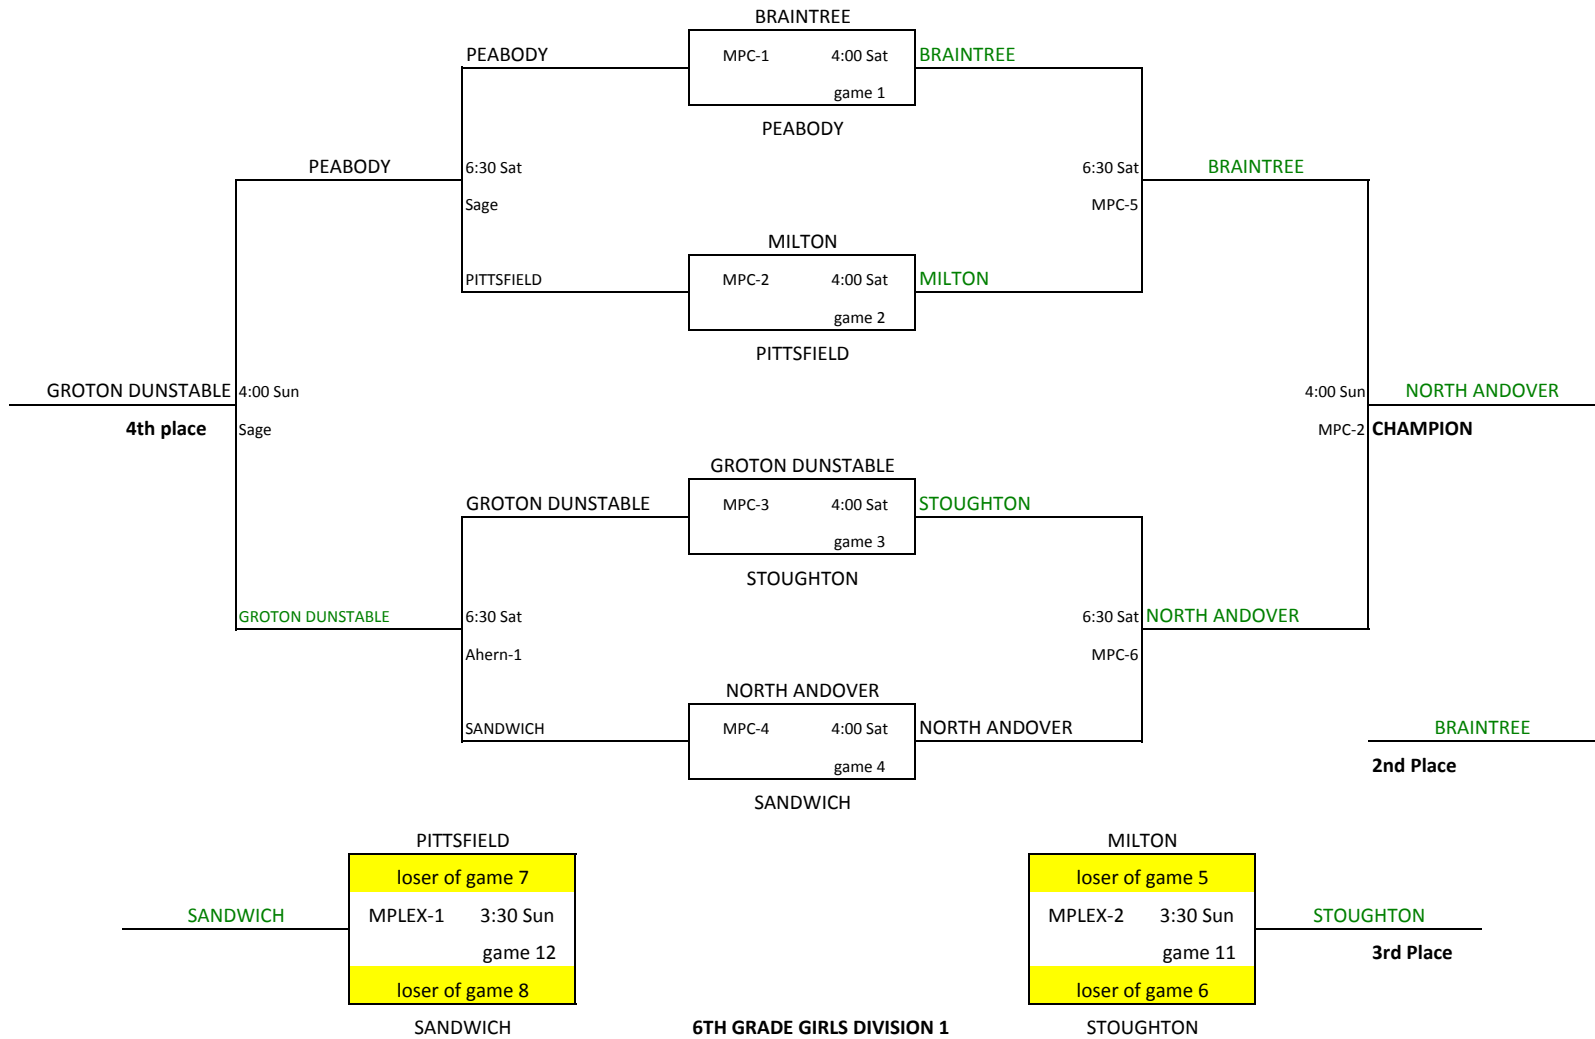 BRAINTREE
PEABODY
MPC-1 4:00 Sat
BRAINTREE
game 1
PEABODY
PEABODY
6:30 Sat
6:30 Sat
BRAINTREE
Sage
MPC-5
MILTON
PITTSFIELD
MPC-2 4:00 Sat
MILTON
game 2
PITTSFIELD
GROTON DUNSTABLE
4:00 Sun
4:00 Sun
NORTH ANDOVER
4th place
Sage
MPC-2
CHAMPION
GROTON DUNSTABLE
GROTON DUNSTABLE
MPC-3 4:00 Sat
STOUGHTON
game 3
STOUGHTON
GROTON DUNSTABLE
6:30 Sat
6:30 Sat
NORTH ANDOVER
Ahern-1
MPC-6
NORTH ANDOVER
SANDWICH
MPC-4 4:00 Sat
NORTH ANDOVER
BRAINTREE
game 4
2nd Place
SANDWICH
PITTSFIELD
MILTON
loser of game 7
loser of game 5
SANDWICH
MPLEX-1 3:30 Sun
MPLEX-2 3:30 Sun
STOUGHTON
game 12
game 11
3rd Place
loser of game 8
loser of game 6
SANDWICH
6TH GRADE GIRLS DIVISION 1
STOUGHTON